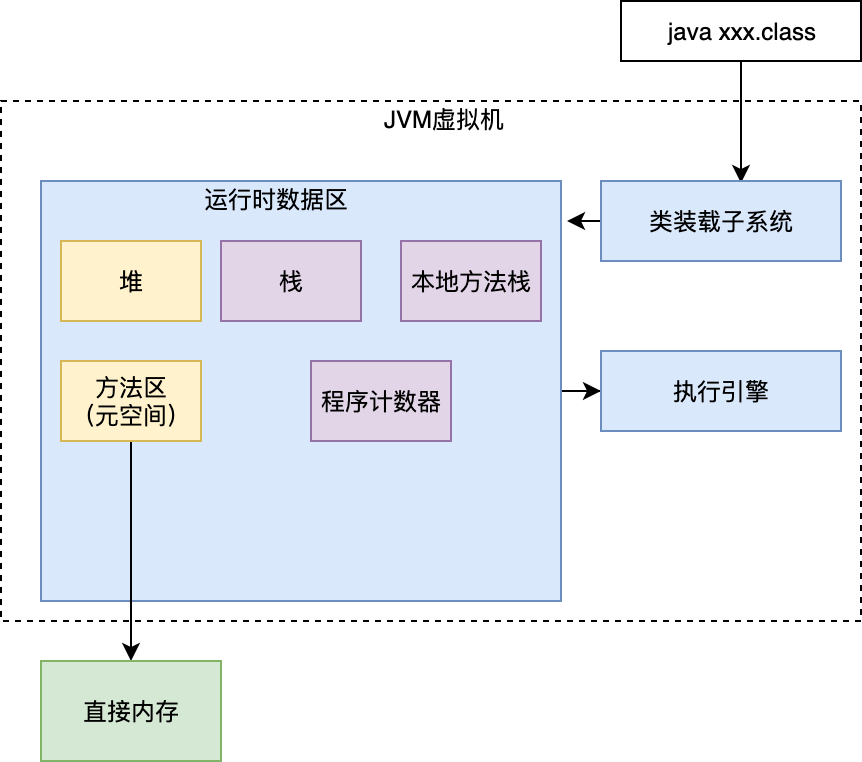 java xxx.class
JVM虚拟机
运行时数据区
类装载子系统
堆
栈
本地方法栈
方法区
(元空间)
程序计数器
执行引擎
直接内存